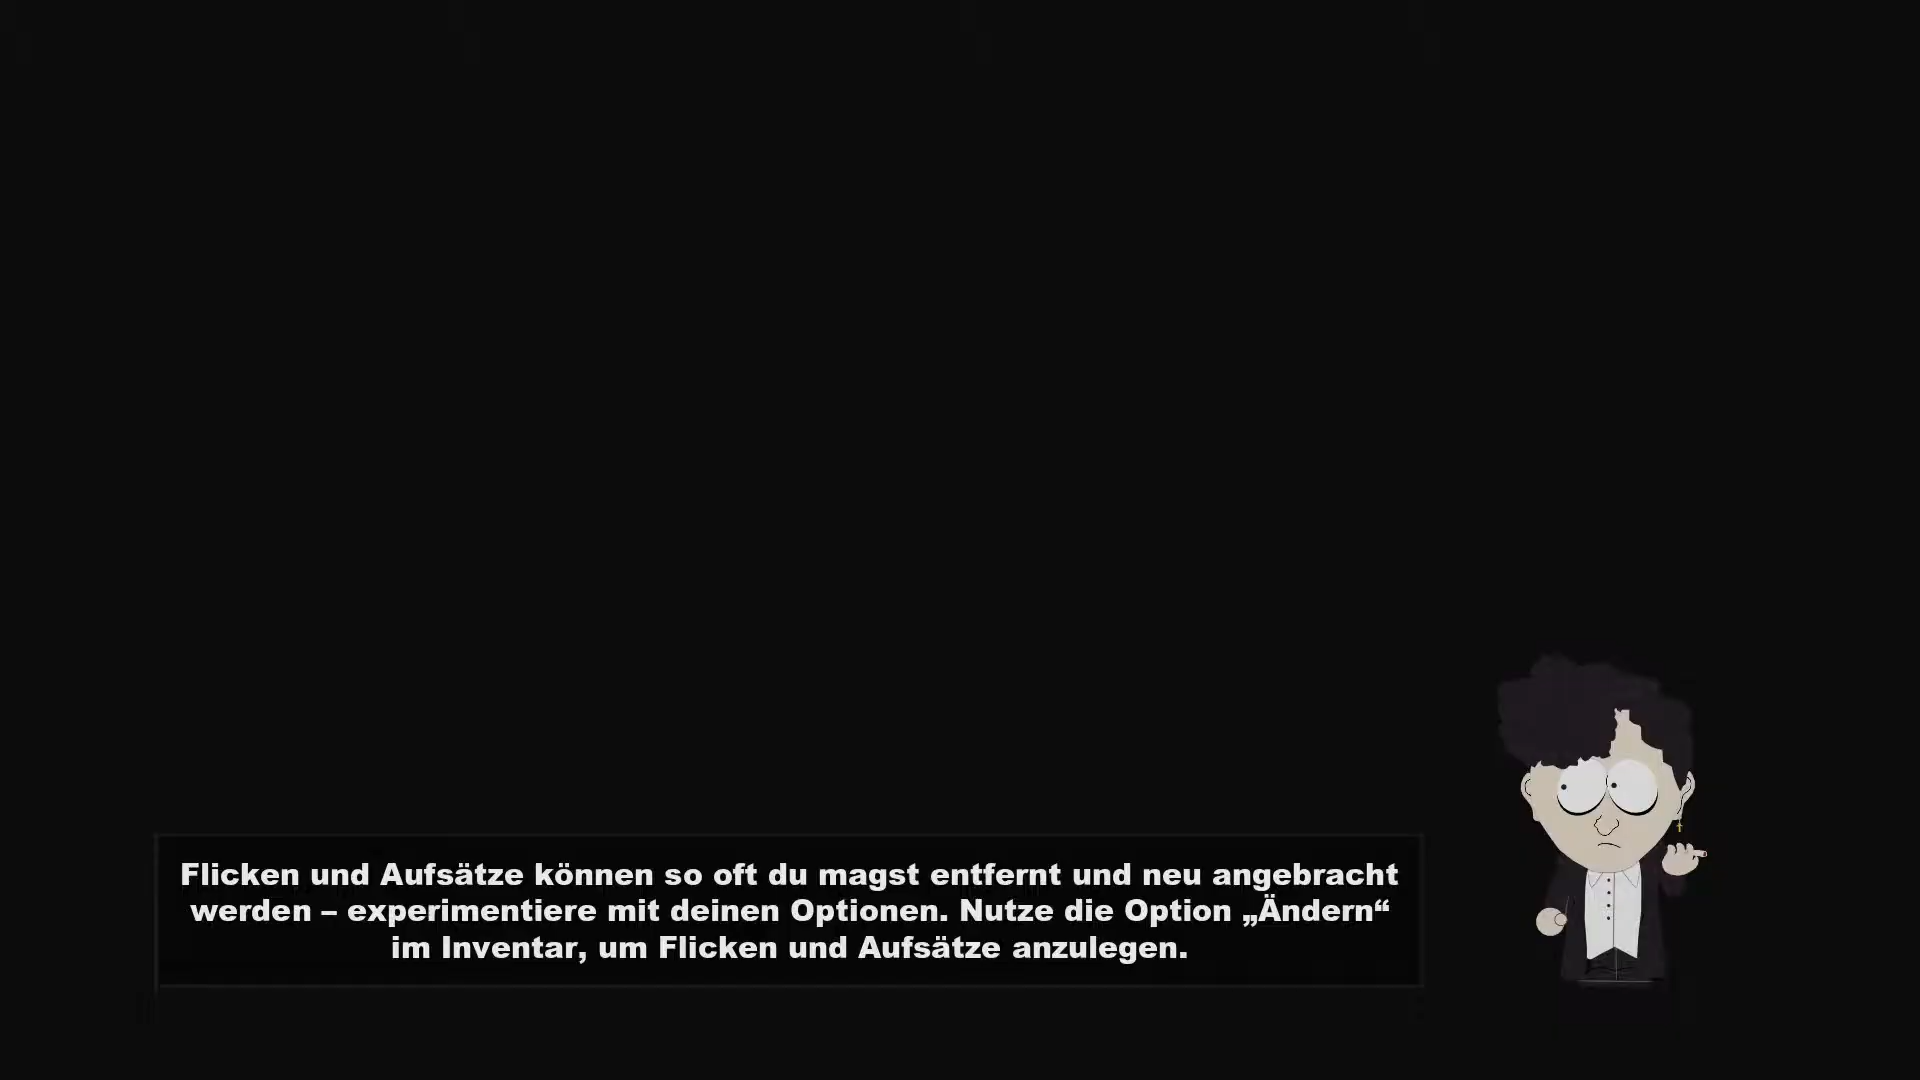 Flicken und Aufsätze können so oft du magst entfernt und neu angebracht
werden – experimentiere mit deinen Optionen. Nutze die Option „Ändern“
im Inventar, um Flicken und Aufsätze anzulegen.